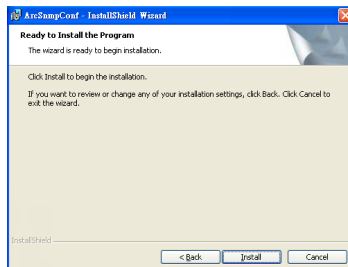 ArcSnmpConf - InstallShield Wizard
Ready to Install the Program
The wizard is ready to begin installation.
Click Install to begin the installation.
If you want to review or change any of your installation settings, click Back. Click Cancel to
exit the wizard.
InstallShield
< Back Install Cancel